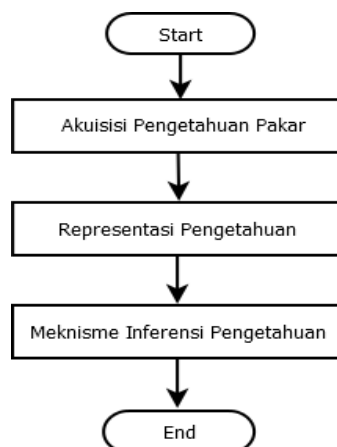 Start
Akuisisi Pengetahuan Pakar
Representasi Pengetahuan
Meknisme Inferensi Pengetahuan
End